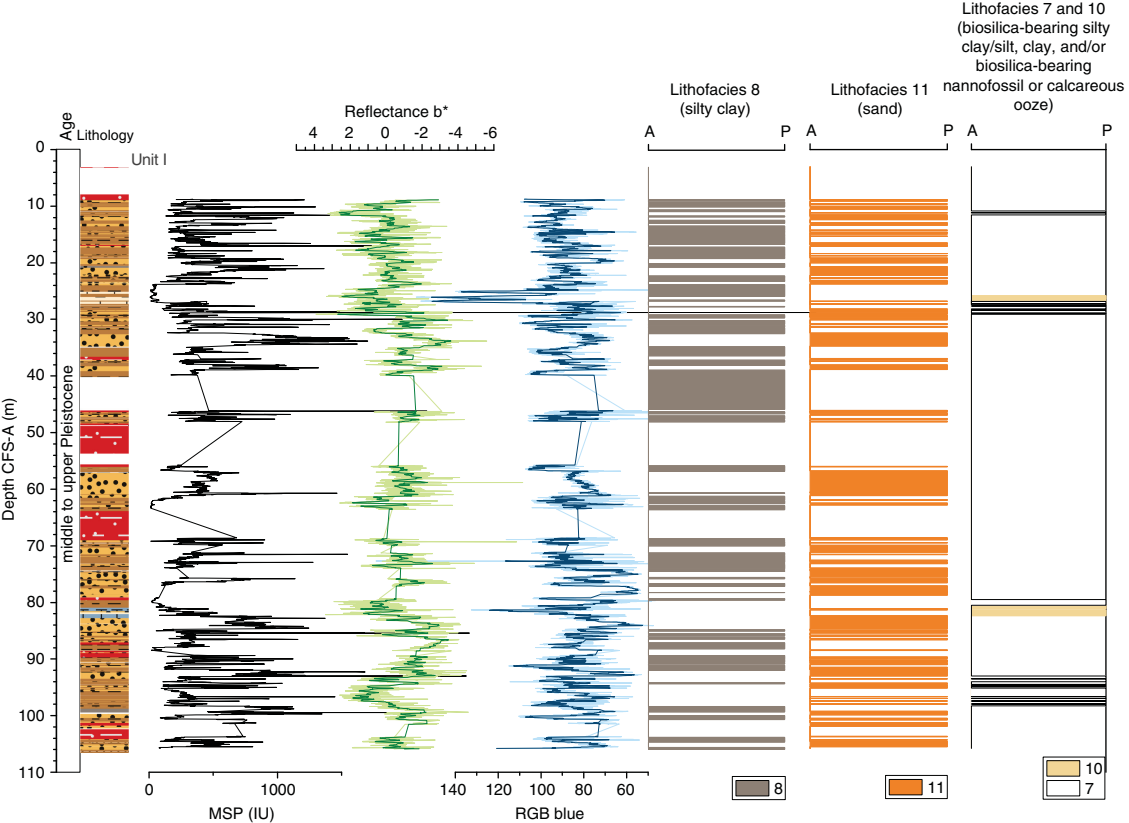 Lithofacies 7 and 10
(biosilica-bearing silty
clay/silt, clay, and/or
biosilica-bearing
nannofossil or calcareous
ooze)
Lithofacies 8
(silty clay)
Lithofacies 11
(sand)
Reflectance b*
Age
Lithology
4 2 0 -2 -4 -6
A P
A P
A P
Unit I
0
10
20
30
40
50
60
70
80
90
100
110
Depth CFS-A (m)
middle to upper Pleistocene
0 1000
MSP (IU)
140 120 100 80 60
RGB blue
8
11
10
7